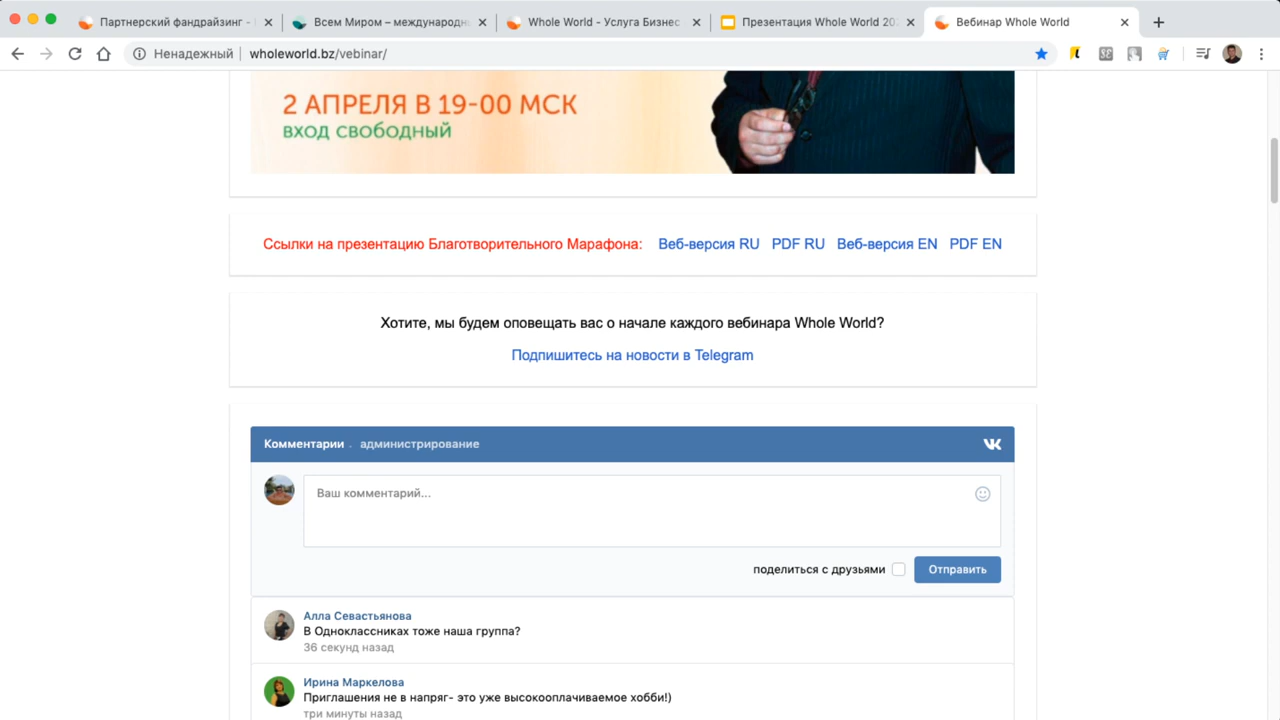 Партнерский фандрайзинг -
Всем Миром – международн
Whole World - Услуга Бизнес
Презентация Whole World 20
Вебинар Whole World
Ненадежный
wholeworld.bz/vebinar/
2 АПРЕЛЯ В 19-00 МСК
ВХОД СВОБОДНЫЙ
Ссылки на презентацию Благотворительного Марафона: Веб-версия RU PDF RU Веб-версия EN PDF EN
Хотите, мы будем оповещать вас о начале каждого вебинара Whole World?
Подпишитесь на новости в Telegram
Комментарии администрирование
Ваш комментарий...
поделиться с друзьями Отправить
Алла Севастьянова
В Одноклассниках тоже наша группа?
36 секунд назад
Ирина Маркелова
Приглашения не в напряг- это уже высокооплачиваемое хобби!)
три минуты назад